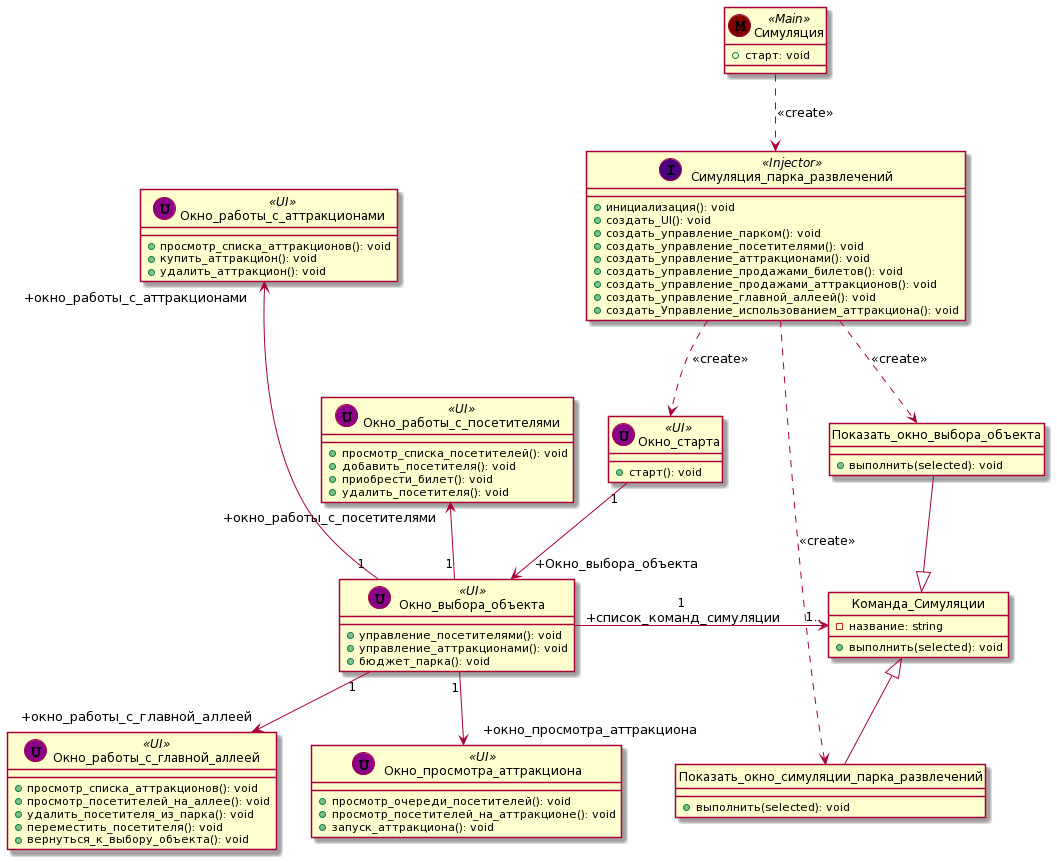 M
«Main»
Симуляция
старт: void
«create»
I
«Injector»
Симуляция_парка_развлечений
инициализация(): void
создать_UI(): void
создать_управление_парком(): void
создать_управление_посетителями(): void
создать_управление_аттракционами(): void
создать_управление_продажами_билетов(): void
создать_управление_продажами_аттракционов(): void
создать_управление_главной_аллеей(): void
создать_Управление_использованием_аттракциона(): void
U
«UI»
Окно_работы_с_аттракционами
просмотр_списка_аттракционов(): void
купить_аттракцион(): void
удалить_аттракцион(): void
+окно_работы_с_аттракционами
«create»
«create»
U
«UI»
Окно_работы_с_посетителями
просмотр_списка_посетителей(): void
добавить_посетителя(): void
приобрести_билет(): void
удалить_посетителя(): void
U
«UI»
Окно_старта
старт(): void
Показать_окно_выбора_объекта
выполнить(selected): void
1
+окно_работы_с_посетителями
«create»
1
1
+Окно_выбора_объекта
U
«UI»
Окно_выбора_объекта
управление_посетителями(): void
управление_аттракционами(): void
бюджет_парка(): void
1
+список_команд_симуляции
1..
Команда_Симуляции
название: string
выполнить(selected): void
1
1
+окно_работы_с_главной_аллеей
+окно_просмотра_аттракциона
U
«UI»
Окно_работы_с_главной_аллеей
просмотр_списка_аттракционов(): void
просмотр_посетителей_на_аллее(): void
удалить_посетителя_из_парка(): void
переместить_посетителя(): void
вернуться_к_выбору_объекта(): void
U
«UI»
Окно_просмотра_аттракциона
просмотр_очереди_посетителей(): void
просмотр_посетителей_на_аттракционе(): void
запуск_аттракциона(): void
Показать_окно_симуляции_парка_развлечений
выполнить(selected): void